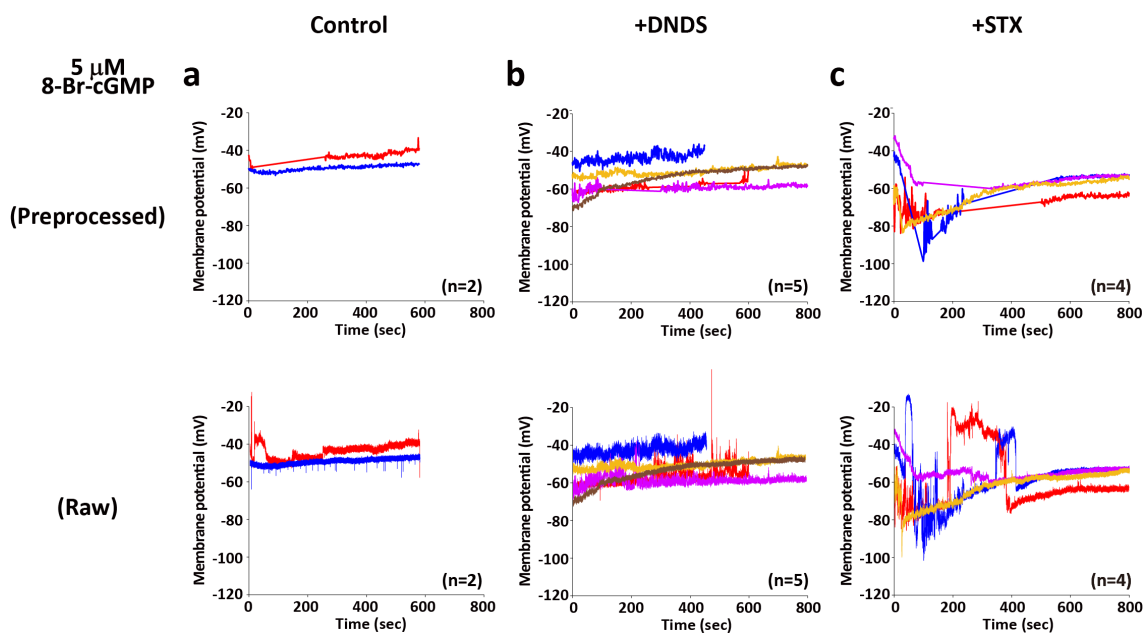 Control +DNDS +STX
5 μM
8-Br-cGMP
a b c
(Preprocessed)
Membrane potential (mV)
-20
-40
-60
-80
-100
-120
0 200 400 600 800
Time (sec)
(n=2)
Membrane potential (mV)
-20
-40
-60
-80
-100
-120
0 200 400 600 800
Time (sec)
(n=5)
Membrane potential (mV)
-20
-40
-60
-80
-100
-120
0 200 400 600 800
Time (sec)
(n=4)
(Raw)
Membrane potential (mV)
-20
-40
-60
-80
-100
-120
0 200 400 600 800
Time (sec)
(n=2)
Membrane potential (mV)
-20
-40
-60
-80
-100
-120
0 200 400 600 800
Time (sec)
(n=5)
Membrane potential (mV)
-20
-40
-60
-80
-100
-120
0 200 400 600 800
Time (sec)
(n=4)